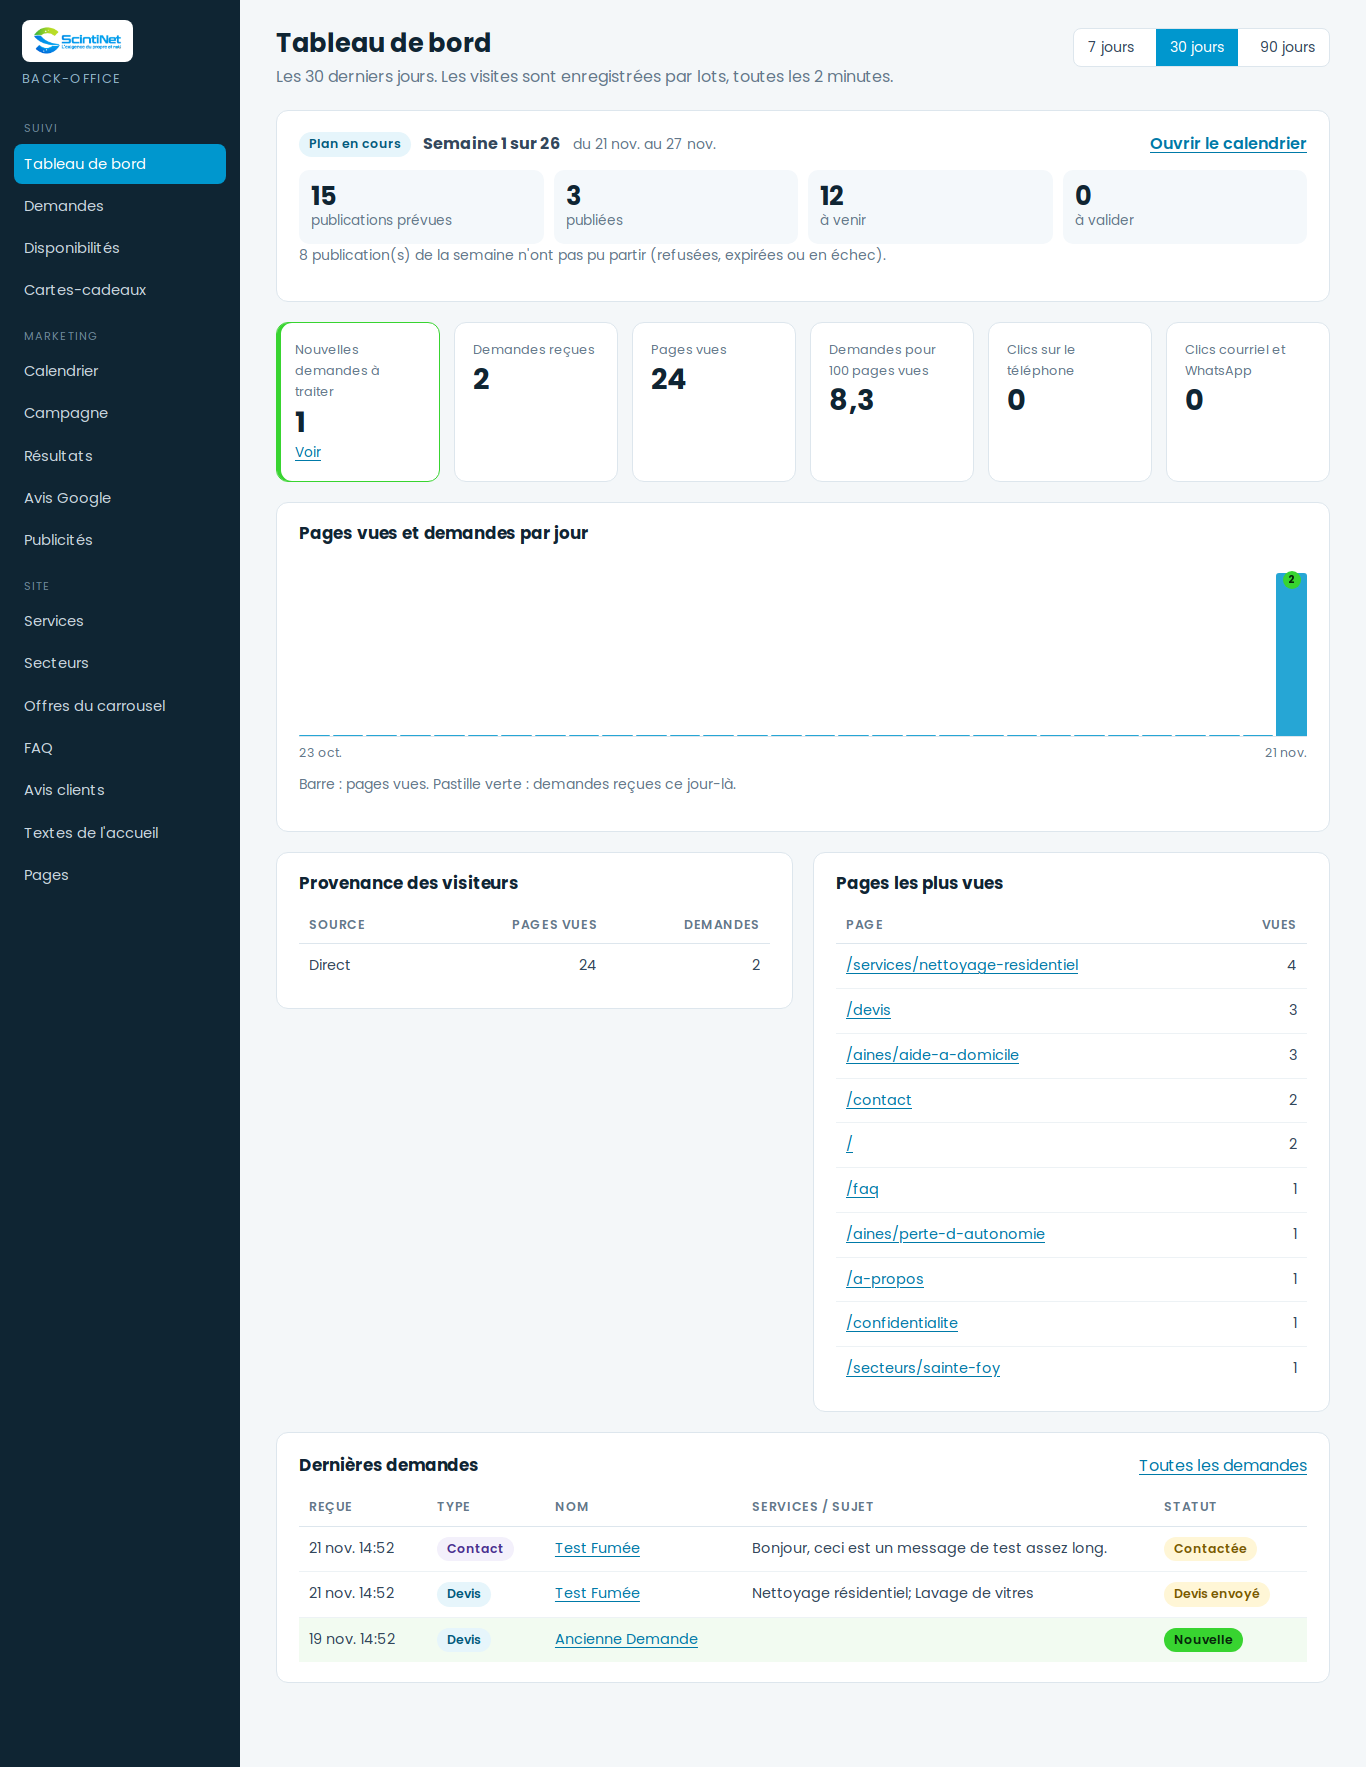 ScintiNet
L'exigence du propre et net
BACK-OFFICE
SUIVI
Tableau de bord
Demandes
Disponibilités
Cartes-cadeaux
MARKETING
Calendrier
Campagne
Résultats
Avis Google
Publicités
SITE
Services
Secteurs
Offres du carrousel
FAQ
Avis clients
Textes de l'accueil
Pages
Tableau de bord
Les 30 derniers jours. Les visites sont enregistrées par lots, toutes les 2 minutes.
7 jours 30 jours 90 jours
Plan en cours Semaine 1 sur 26 du 21 nov. au 27 nov. Ouvrir le calendrier
15 publications prévues
3 publiées
12 à venir
0 à valider
8 publication(s) de la semaine n'ont pas pu partir (refusées, expirées ou en échec).
Nouvelles
demandes à
traiter
1
Voir
Demandes reçues
2
Pages vues
24
Demandes pour
100 pages vues
8,3
Clics sur le
téléphone
0
Clics courriel et
WhatsApp
0
Pages vues et demandes par jour
2
23 oct. 21 nov.
Barre : pages vues. Pastille verte : demandes reçues ce jour-là.
Provenance des visiteurs
SOURCE PAGES VUES DEMANDES
Direct 24 2
Pages les plus vues
PAGE VUES
/services/nettoyage-residentiel 4
/devis 3
/aines/aide-a-domicile 3
/contact 2
/ 2
/faq 1
/aines/perte-d-autonomie 1
/a-propos 1
/confidentialite 1
/secteurs/sainte-foy 1
Dernières demandes Toutes les demandes
REÇUE TYPE NOM SERVICES / SUJET STATUT
21 nov. 14:52 Contact Test Fumée Bonjour, ceci est un message de test assez long. Contactée
21 nov. 14:52 Devis Test Fumée Nettoyage résidentiel; Lavage de vitres Devis envoyé
19 nov. 14:52 Devis Ancienne Demande Nouvelle